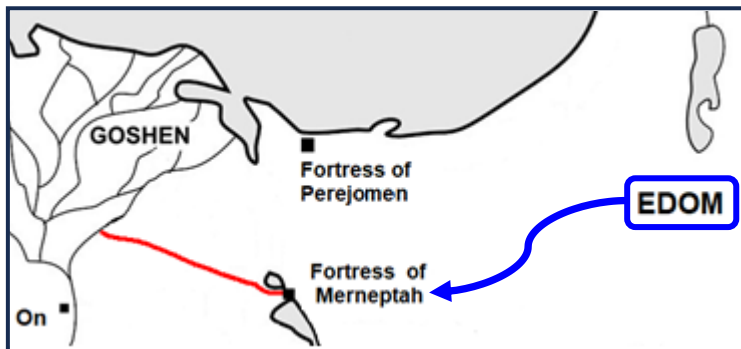 GOSHEN
Fortress of
Perejomen
EDOM
Fortress of
Merneptah
On